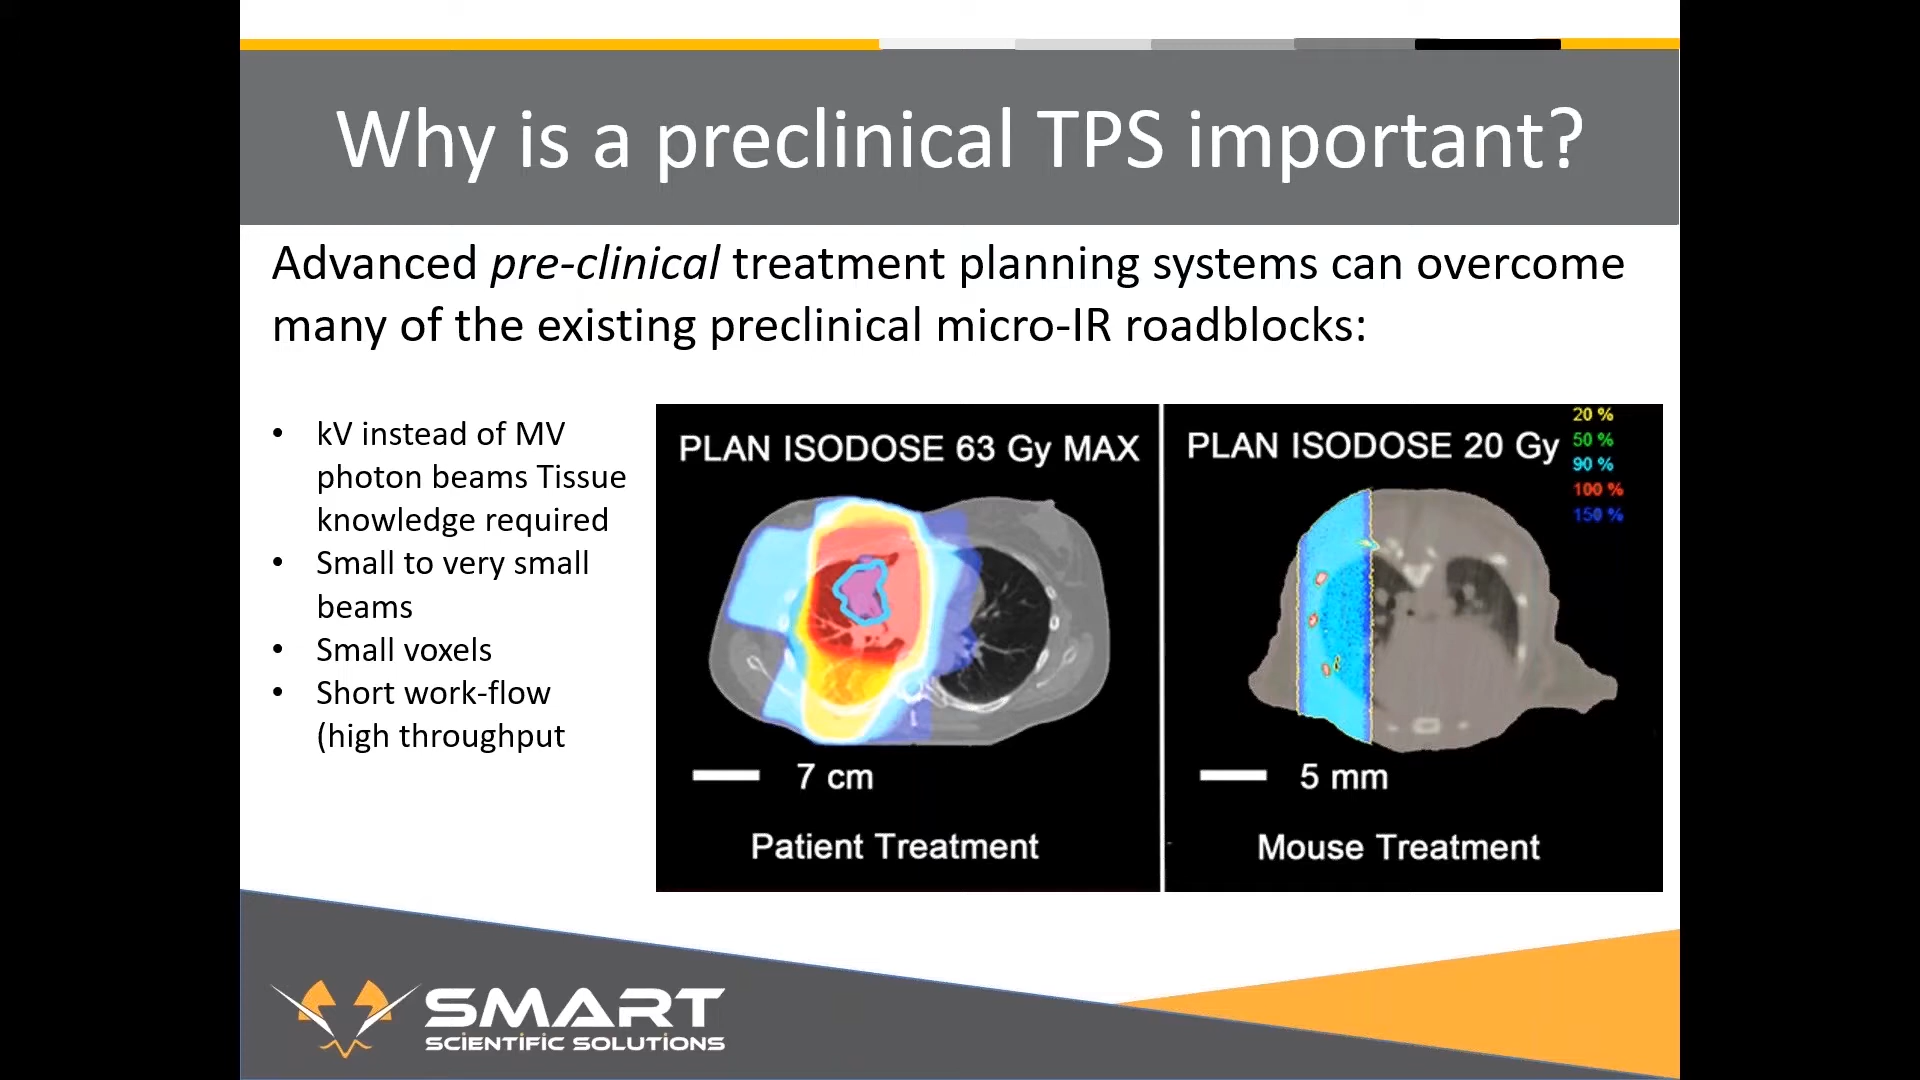 Why is a preclinical TPS important?
Advanced pre-clinical treatment planning systems can overcome
many of the existing preclinical micro-IR roadblocks:
• kV instead of MV
photon beams Tissue
knowledge required
• Small to very small
beams
• Small voxels
• Short work-flow
(high throughput
PLAN ISODOSE 63 Gy MAX
7 cm
Patient Treatment
PLAN ISODOSE 20 Gy
20 %
50 %
90 %
100 %
150 %
5 mm
Mouse Treatment
SMART
SCIENTIFIC SOLUTIONS